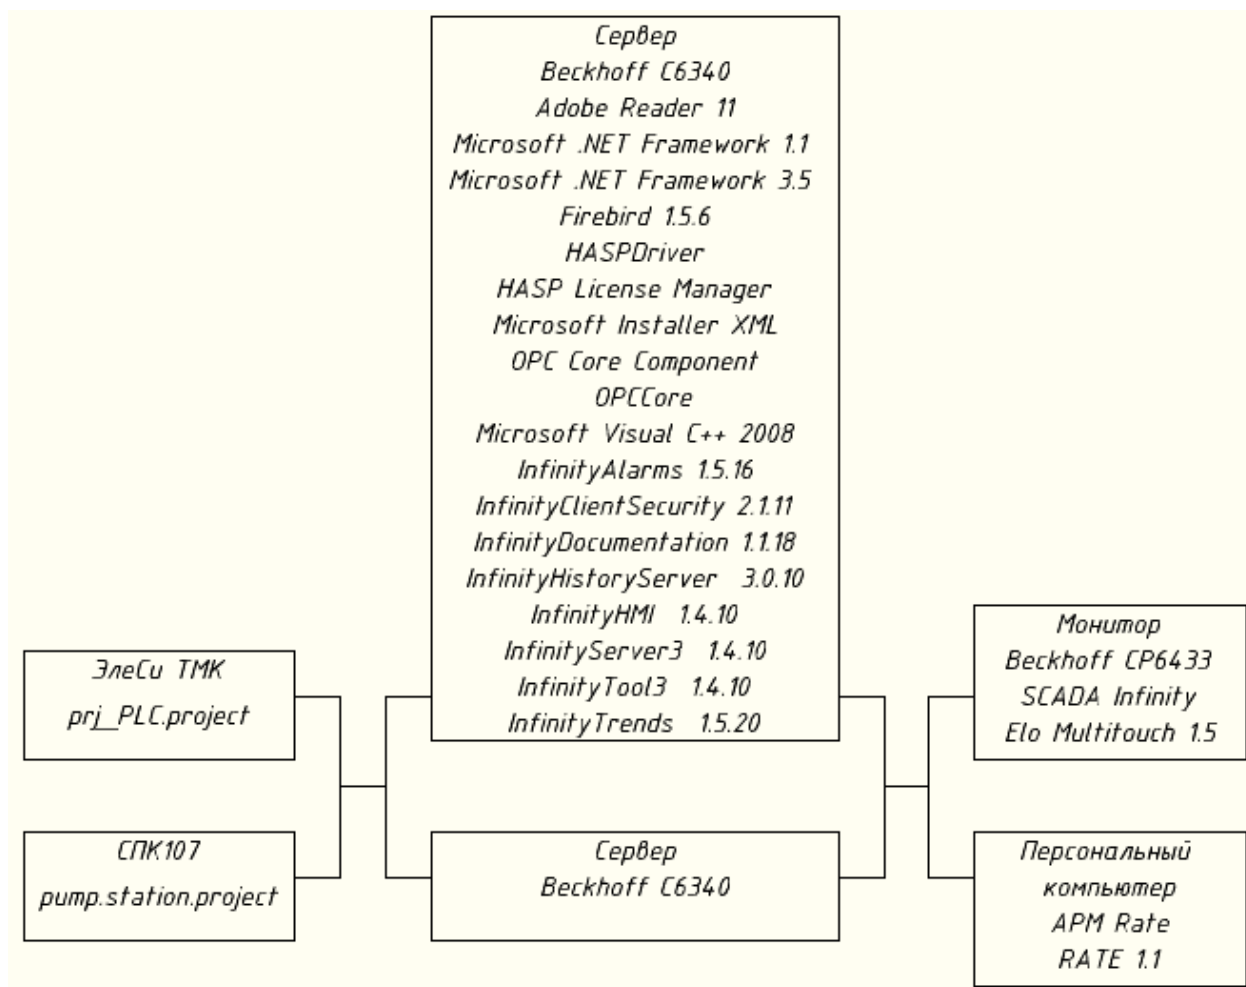 Сервер
Beckhoff C6340
Adobe Reader 11
Microsoft .NET Framework 1.1
Microsoft .NET Framework 3.5
Firebird 1.5.6
HASPDriver
HASP License Manager
Microsoft Installer XML
OPC Core Component
OPCCore
Microsoft Visual C++ 2008
InfinityAlarms 1.5.16
InfinityClientSecurity 2.1.11
InfinityDocumentation 1.1.18
InfinityHistoryServer 3.0.10
InfinityHMI 1.4.10
InfinityServer3 1.4.10
InfinityTool3 1.4.10
InfinityTrends 1.5.20
ЭлеСи ТМК
prj_PLC.project
Монитор
Beckhoff CP6433
SCADA Infinity
Elo Multitouch 1.5
СПК107
pump.station.project
Сервер
Beckhoff C6340
Персональный
компьютер
АРМ Rate
RATE 1.1